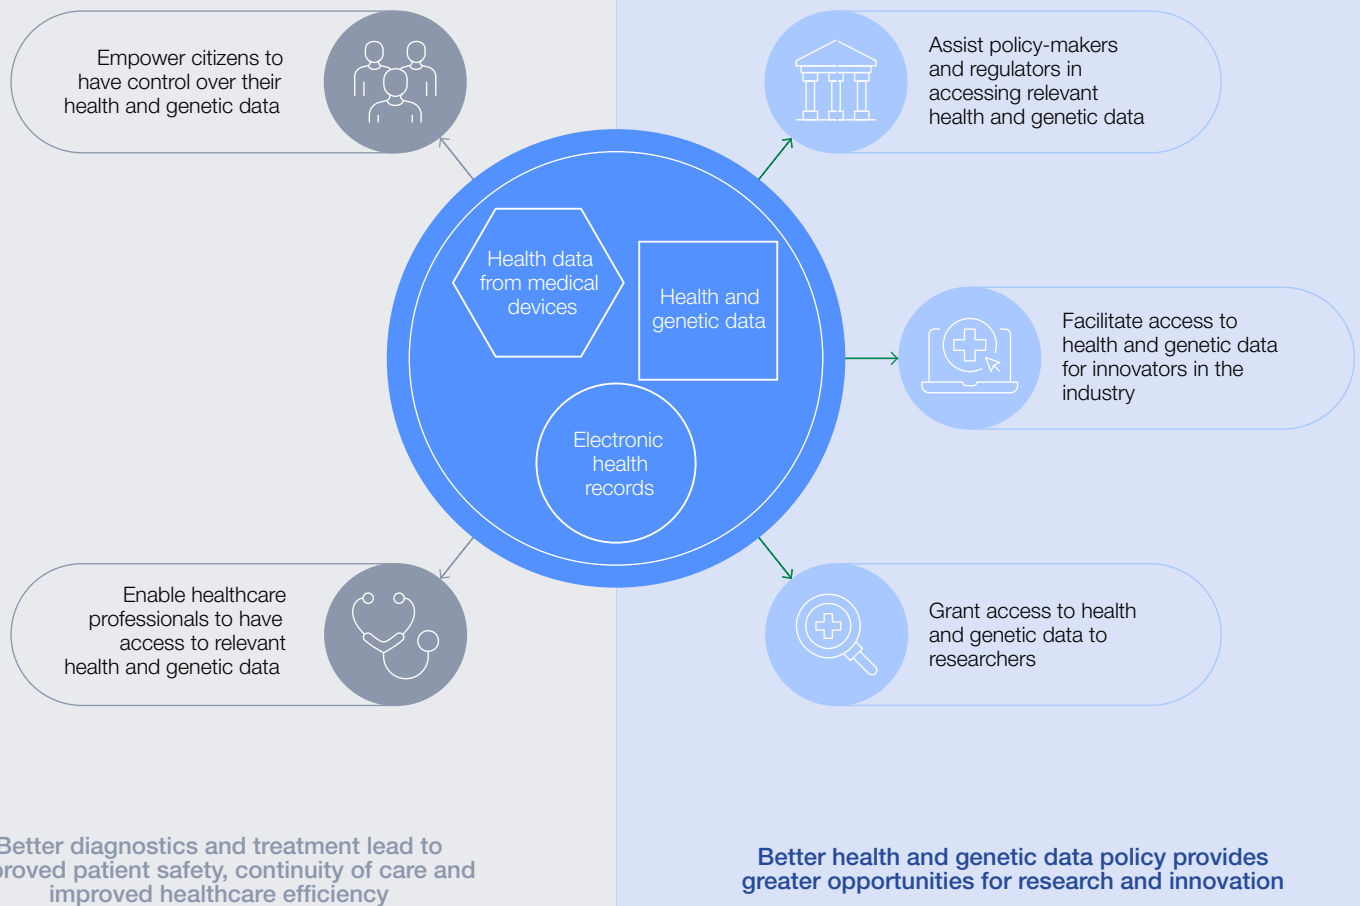 Empower citizens to
have control over their
health and genetic data
Assist policy-makers
and regulators in
accessing relevant
health and genetic data
Health data
from medical
devices
Health and
genetic data
Electronic
health
records
Facilitate access to
health and genetic data
for innovators in the
industry
Enable healthcare
professionals to have
access to relevant
health and genetic data
Grant access to health
and genetic data to
researchers
Better diagnostics and treatment lead to
proved patient safety, continuity of care and
improved healthcare efficiency
Better health and genetic data policy provides
greater opportunities for research and innovation